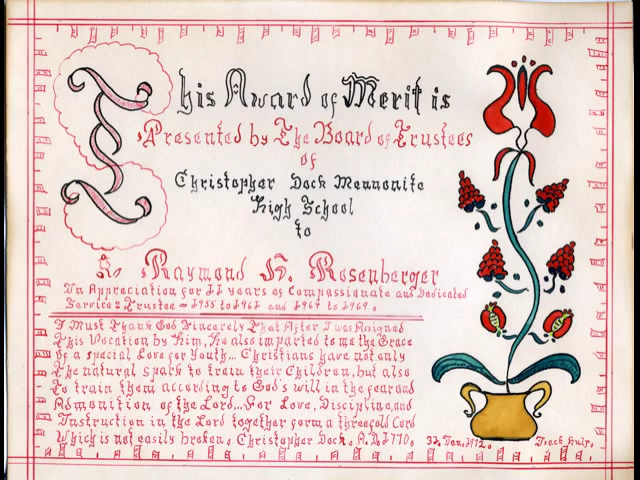 This Award of Merit is
Presented by The Board of Trustees
of
Christopher Dock Mennonite
High School
to
Raymond H. Rosenberger
In Appreciation for 11 years of Compassionate and Dedicated
Service: Trustee = 1955 to 1961 and 1964 to 1969.
I Must Thank God Sincerely That After I was Assigned
This Vocation by Him, He also imparted to me the Grace
of a special Love for Youth... Christians have not only
The natural spark to train their Children, but also
To train them according to God's will in the fear and
Admonition of the Lord...For Love, Discipline, and
Instruction in the Lord together form a threefold Cord
Which is not easily broken. Christopher Dock. A.D. 1770.
Jan. 1972.